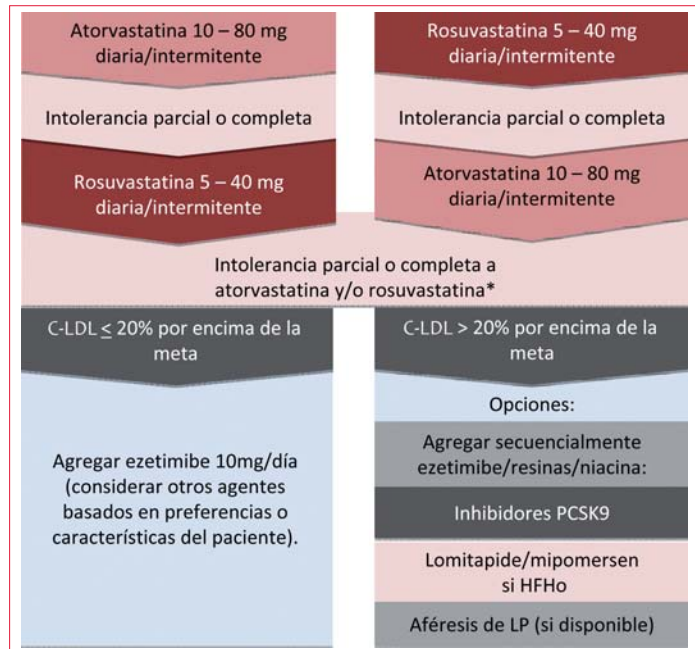 Atorvastatina 10 – 80 mg
diaria/intermitente
Intolerancia parcial o completa
Rosuvastatina 5 – 40 mg
diaria/intermitente
Rosuvastatina 5 – 40 mg
diaria/intermitente
Intolerancia parcial o completa
Atorvastatina 10 – 80 mg
diaria/intermitente
Intolerancia parcial o completa a
atorvastatina y/o rosuvastatina*
C-LDL ≤ 20% por encima de la
meta
Agregar ezetimibe 10mg/día
(considerar otros agentes
basados en preferencias o
características del paciente).
C-LDL > 20% por encima de la
meta
Opciones:
Agregar secuencialmente
ezetimibe/resinas/niacina:
Inhibidores PCSK9
Lomitapide/mipomersen
si HFHo
Aféresis de LP (si disponible)